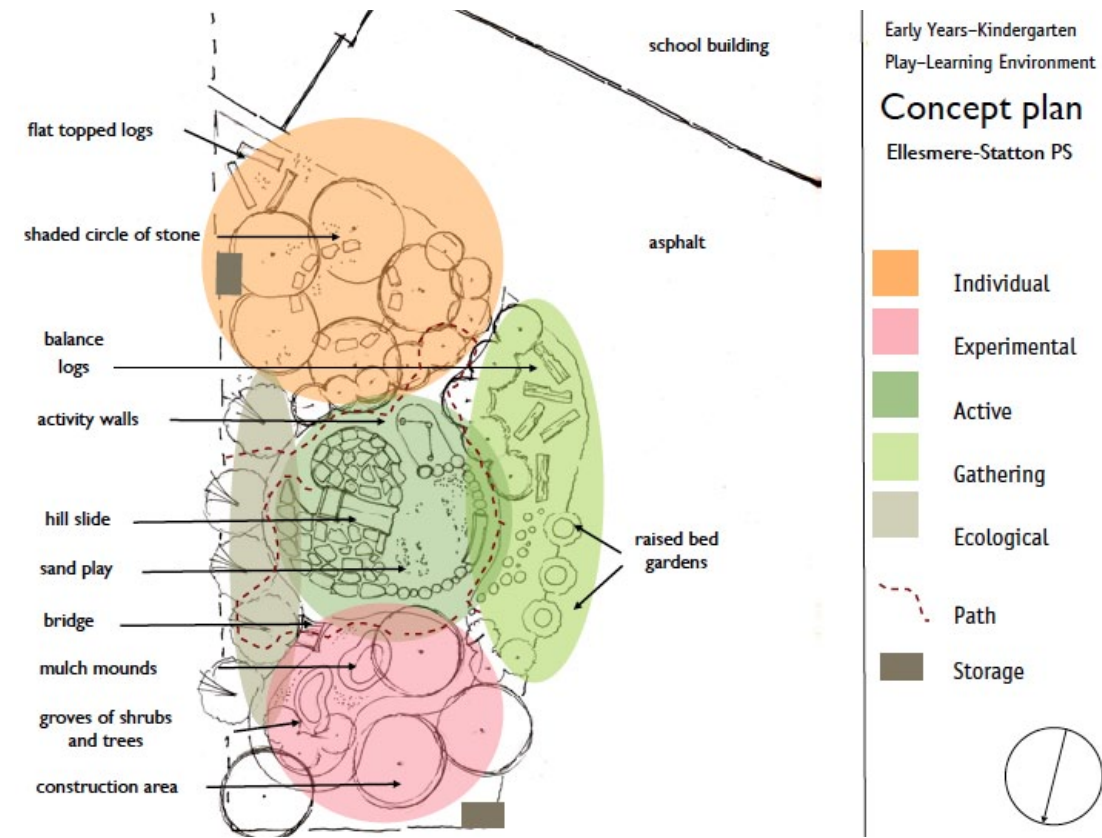 school building
flat topped logs
shaded circle of stone
asphalt
balance
logs
activity walls
hill slide
sand play
raised bed
gardens
bridge
mulch mounds
groves of shrubs
and trees
construction area
Early Years–Kindergarten
Play–Learning Environment
Concept plan
Ellesmere-Statton PS
Individual
Experimental
Active
Gathering
Ecological
Path
Storage